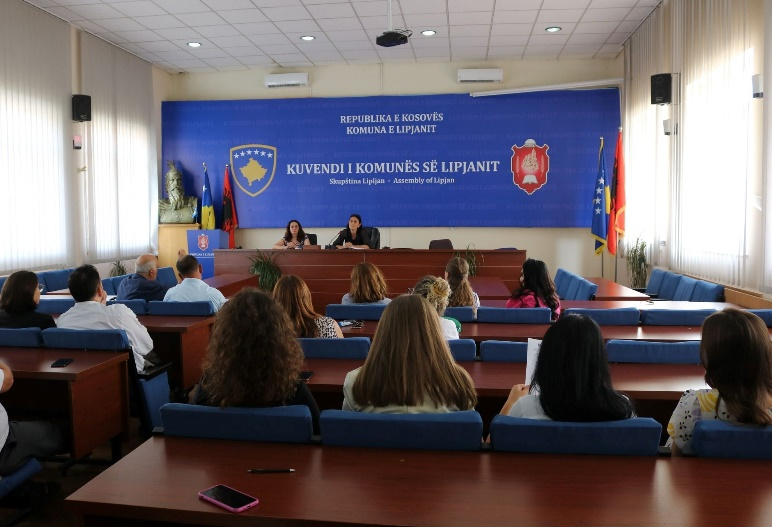 REPUBLIKA E KOSOVËS
KOMUNA E LIPJANIT
KUVENDI I KOMUNËS SË LIPJANIT
Skupština Lipljan - Assembly of Lipjan